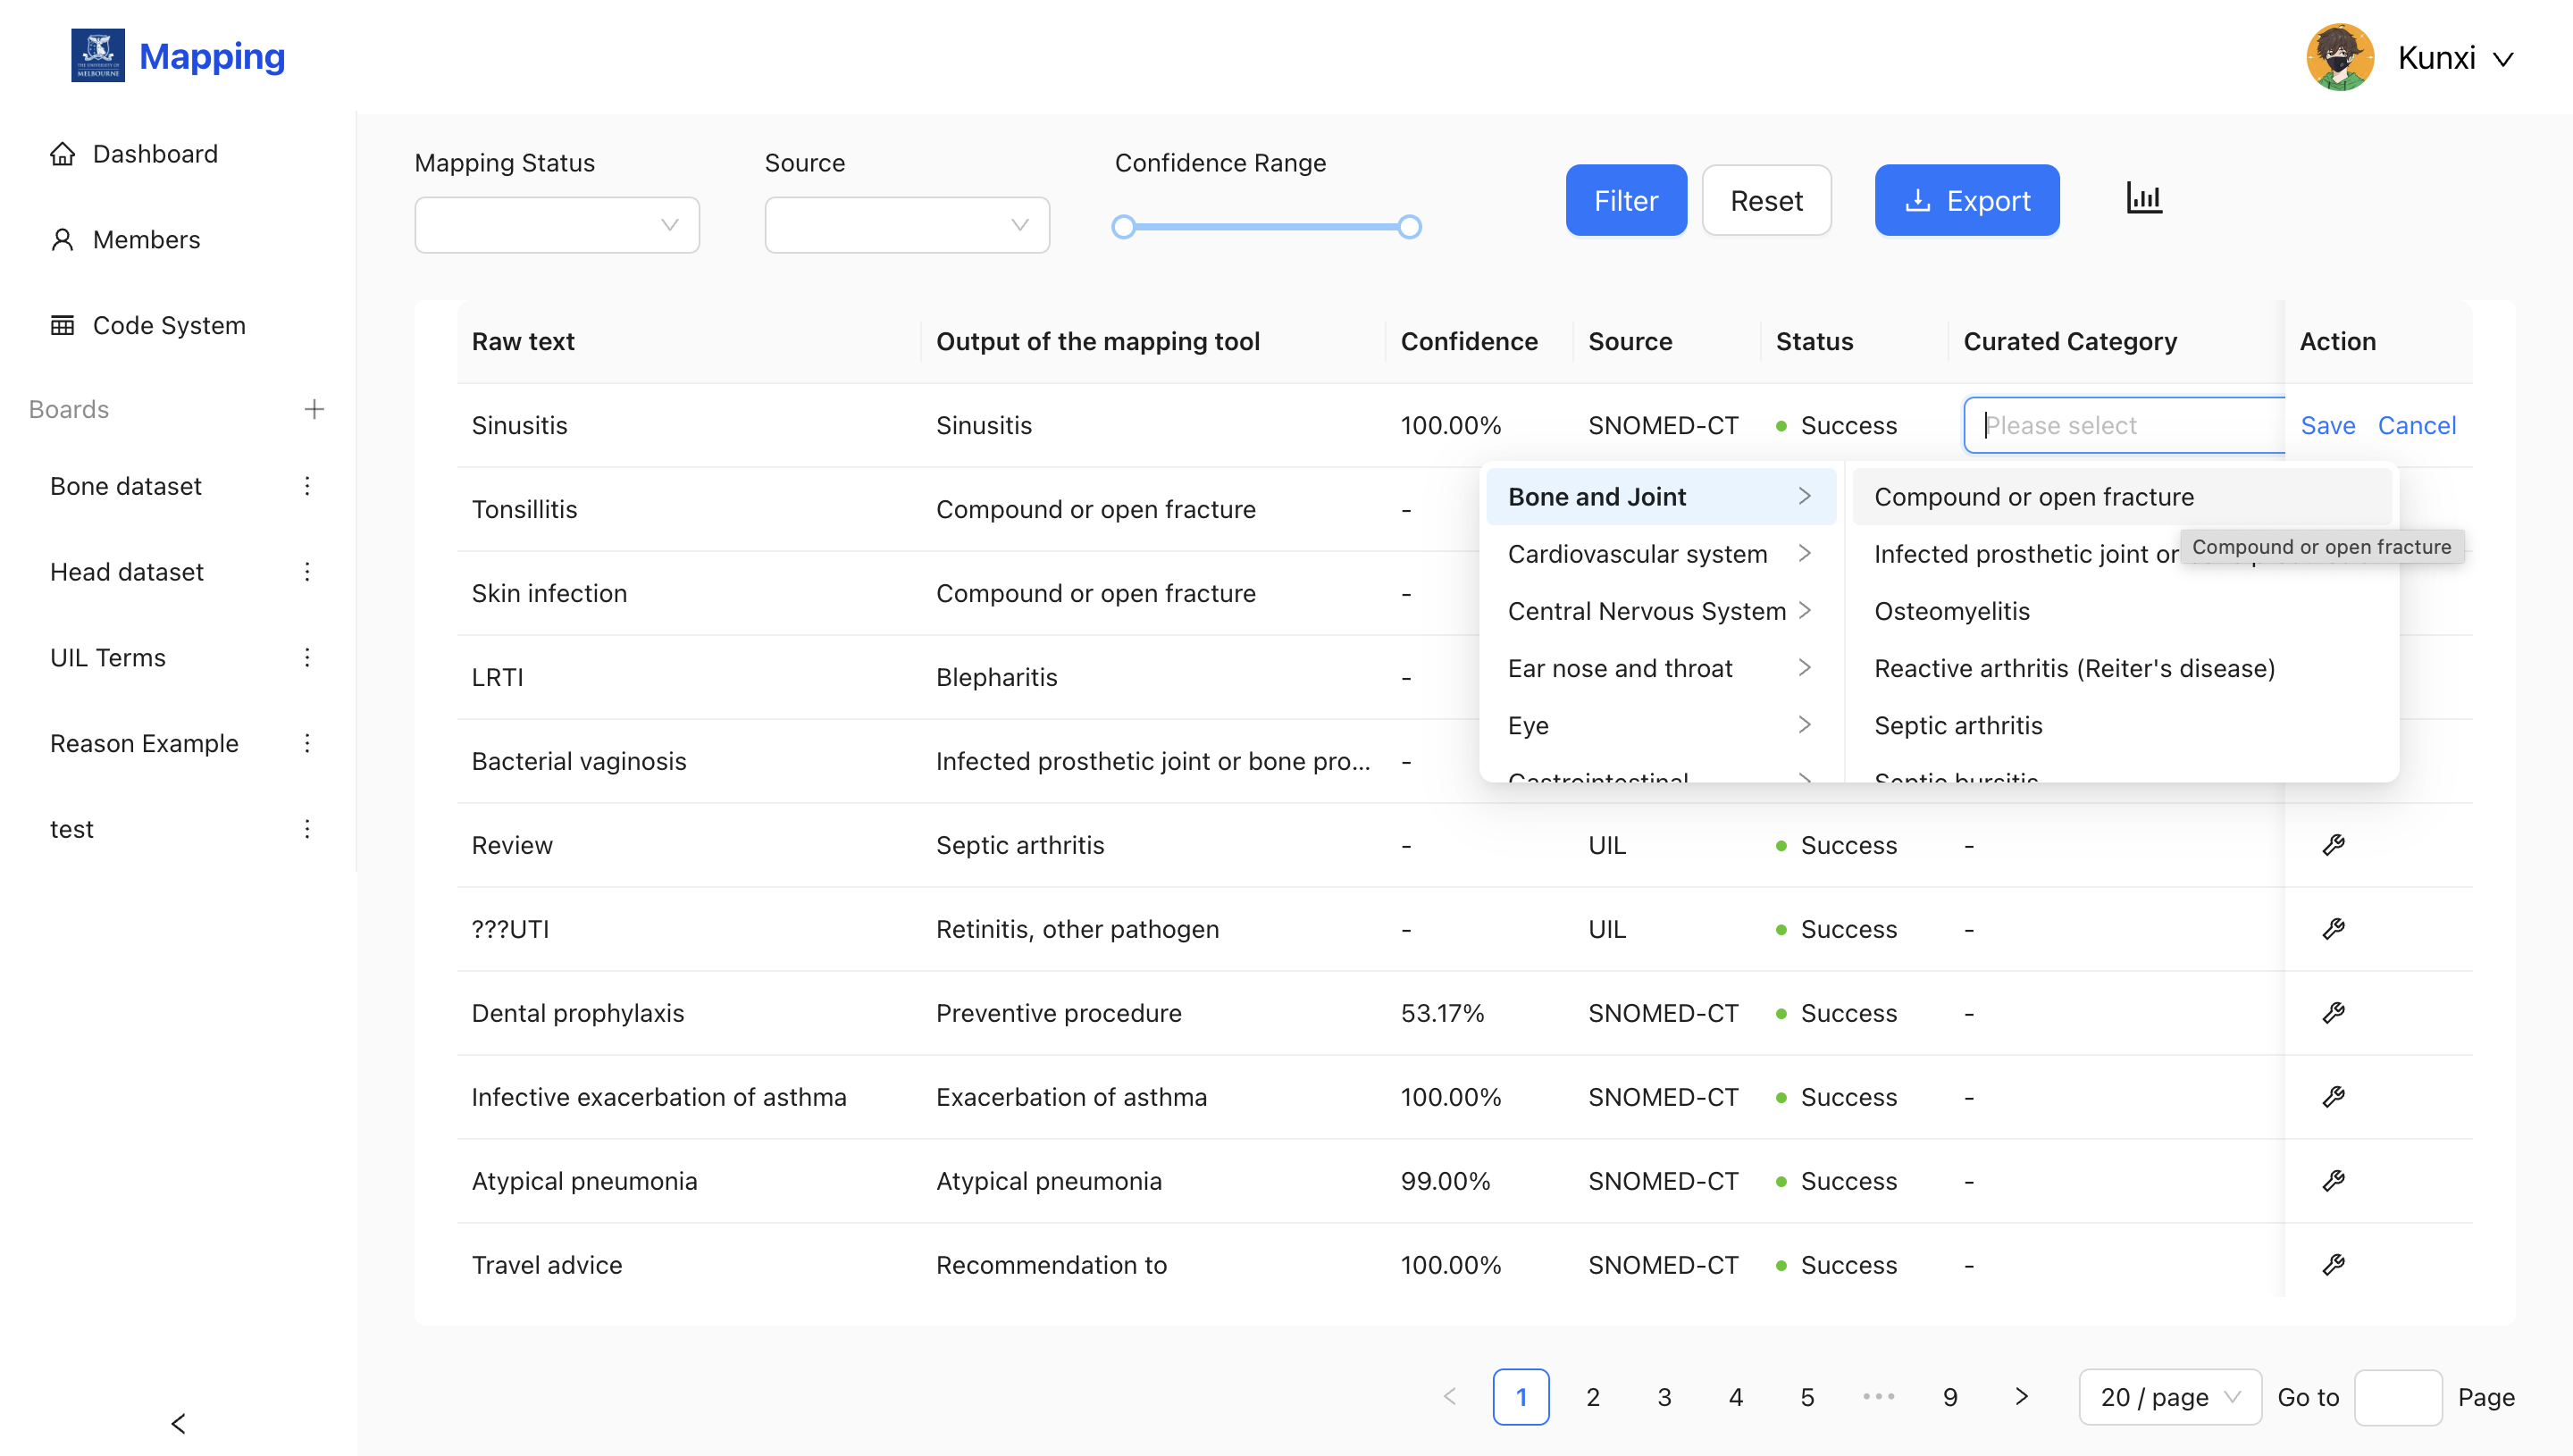 THE UNIVERSITY OF
MELBOURNE
Mapping
Kunxi
Dashboard
Members
Code System
Boards
Bone dataset
Head dataset
UIL Terms
Reason Example
test
Mapping Status
Source
Confidence Range
Filter
Reset
Export
Raw text Output of the mapping tool Confidence Source Status Curated Category Action
Sinusitis Sinusitis 100.00% SNOMED-CT Success Please select Save Cancel
Tonsillitis Compound or open fracture -
Skin infection Compound or open fracture -
LRTI Blepharitis -
Bacterial vaginosis Infected prosthetic joint or bone pro... -
Bone and Joint
Cardiovascular system
Central Nervous System
Ear nose and throat
Eye
Gastrointestinal
Compound or open fracture
Compound or open fracture
Infected prosthetic joint or
Osteomyelitis
Reactive arthritis (Reiter's disease)
Septic arthritis
Septic bursitis
Review Septic arthritis - UIL Success -
???UTI Retinitis, other pathogen - UIL Success -
Dental prophylaxis Preventive procedure 53.17% SNOMED-CT Success -
Infective exacerbation of asthma Exacerbation of asthma 100.00% SNOMED-CT Success -
Atypical pneumonia Atypical pneumonia 99.00% SNOMED-CT Success -
Travel advice Recommendation to 100.00% SNOMED-CT Success -
1 2 3 4 5 ••• 9 20 / page Go to Page